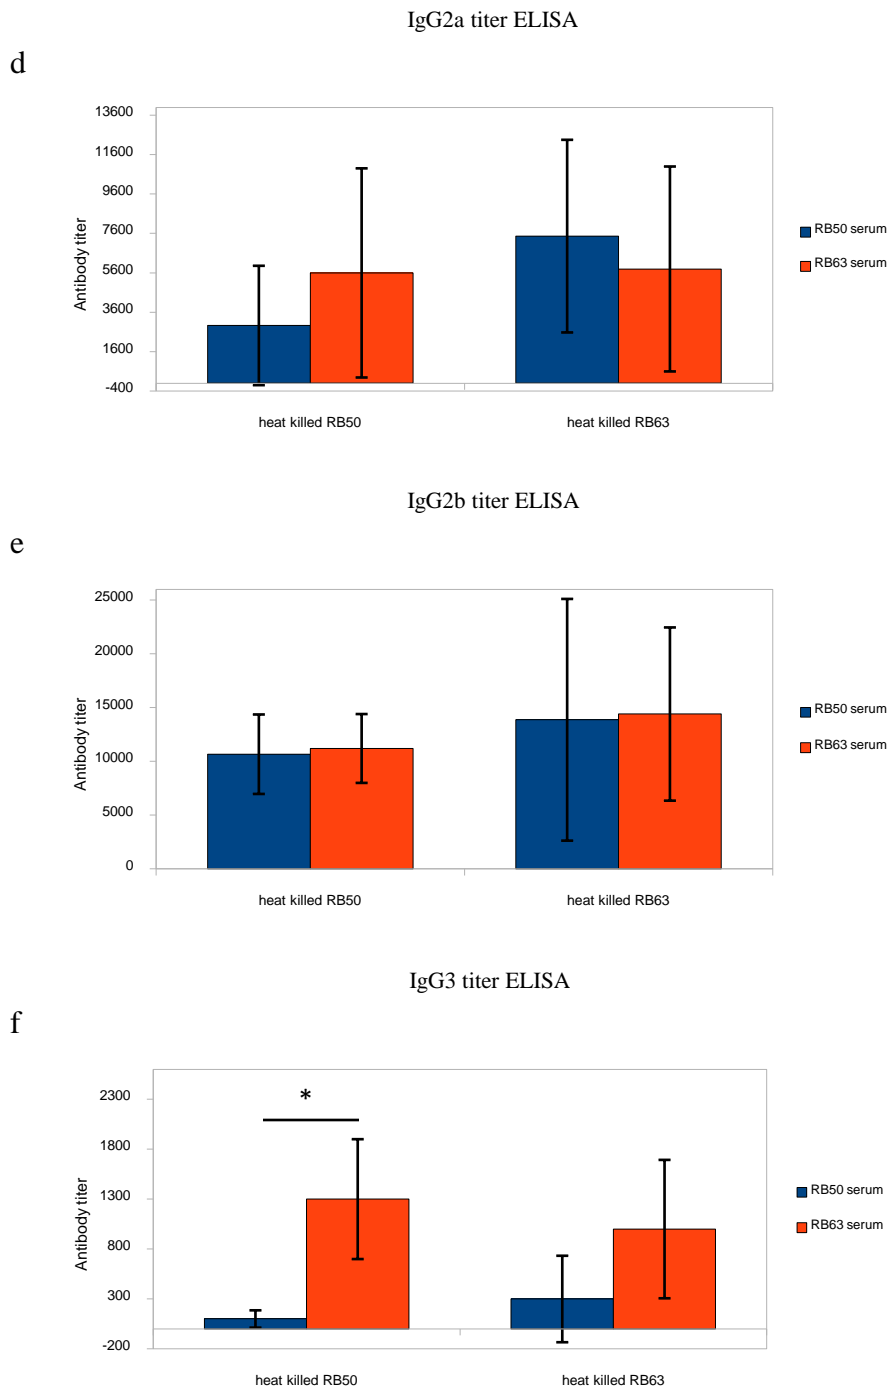 IgG2a titer ELISA
d
13600
11600
9600
7600
5600
3600
1600
-400
Antibody titer
heat killed RB50
heat killed RB63
RB50 serum
RB63 serum
IgG2b titer ELISA
e
25000
20000
15000
10000
5000
0
Antibody titer
heat killed RB50
heat killed RB63
RB50 serum
RB63 serum
IgG3 titer ELISA
f
*
2300
1800
1300
800
300
-200
Antibody titer
heat killed RB50
heat killed RB63
RB50 serum
RB63 serum